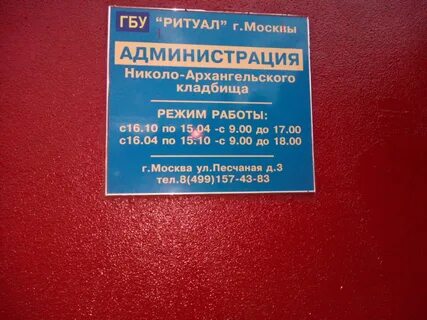 ГБУ "РИТУАЛ" г.Москвы
АДМИНИСТРАЦИЯ
Николо-Архангельского
кладбища
РЕЖИМ РАБОТЫ:
с16.10 по 15.04 -с 9.00 до 17.00
с16.04 по 15.10 -с 9.00 до 18.00
г.Москва ул.Песчаная д.3
тел.8(499)157-43-83